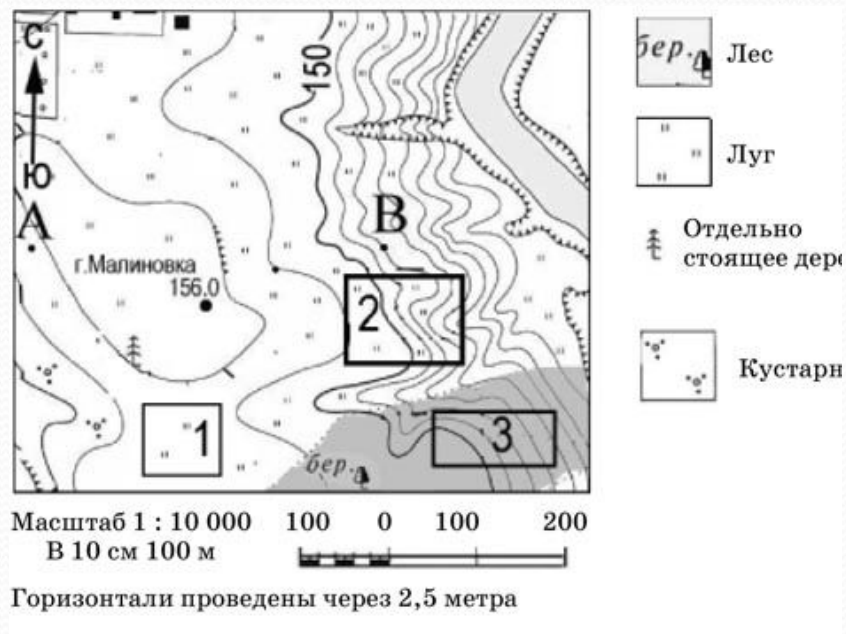 С
Ю
150
А
В
г.Малиновка
156.0
2
1
3
бер.
бер. Лес
Луг
Отдельно
стоящее дере
Кустарн
Масштаб 1 : 10 000
В 10 см 100 м
100 0 100 200
Горизонтали проведены через 2,5 метра